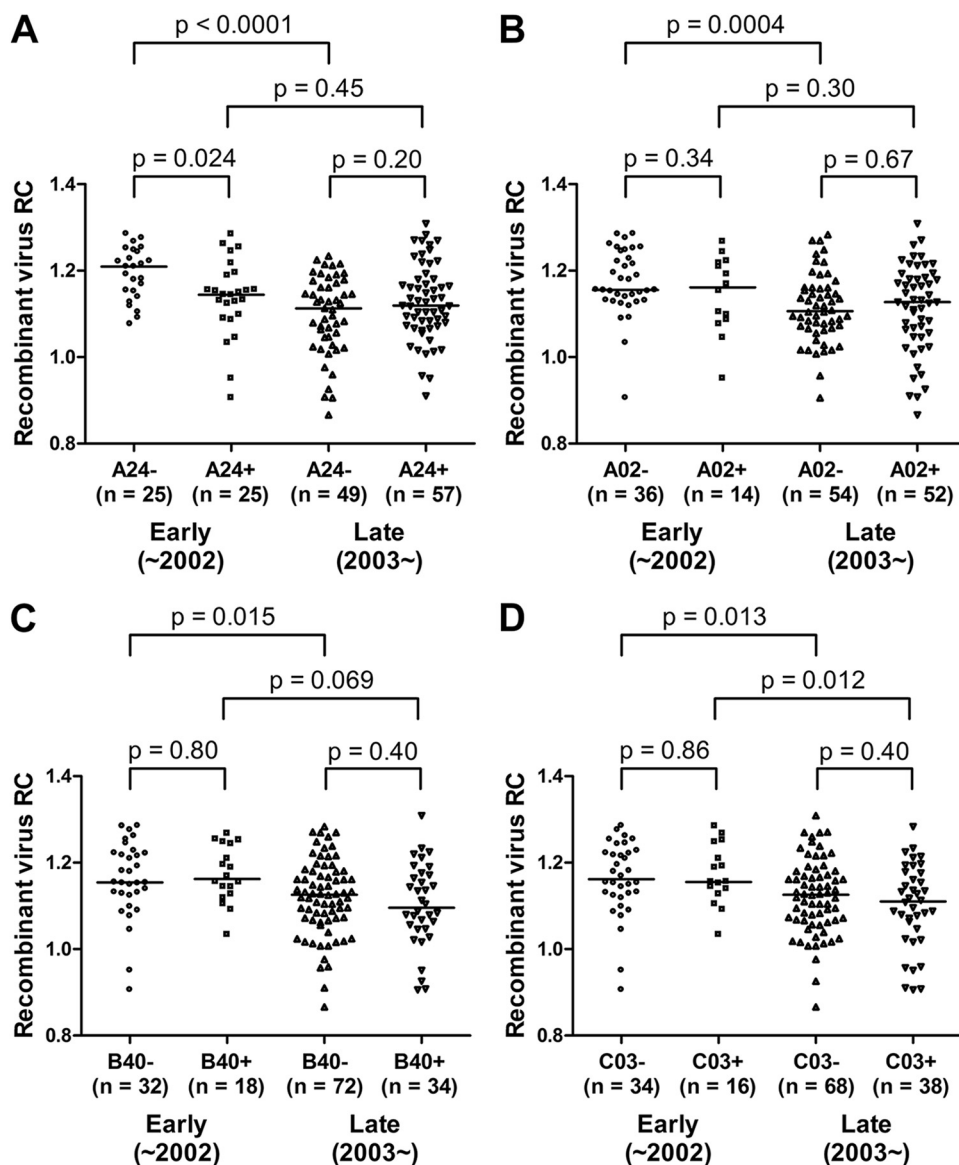 A
p < 0.0001
p = 0.45
p = 0.024
p = 0.20
Recombinant virus RC
1.4
1.2
1.0
0.8
A24- A24+ A24- A24+
(n = 25) (n = 25) (n = 49) (n = 57)
Early Late
(~2002) (2003~)
B
p = 0.0004
p = 0.30
p = 0.34
p = 0.67
Recombinant virus RC
1.4
1.2
1.0
0.8
A02- A02+ A02- A02+
(n = 36) (n = 14) (n = 54) (n = 52)
Early Late
(~2002) (2003~)
C
p = 0.015
p = 0.069
p = 0.80
p = 0.40
Recombinant virus RC
1.4
1.2
1.0
0.8
B40- B40+ B40- B40+
(n = 32) (n = 18) (n = 72) (n = 34)
Early Late
(~2002) (2003~)
D
p = 0.013
p = 0.012
p = 0.86
p = 0.40
Recombinant virus RC
1.4
1.2
1.0
0.8
C03- C03+ C03- C03+
(n = 34) (n = 16) (n = 68) (n = 38)
Early Late
(~2002) (2003~)